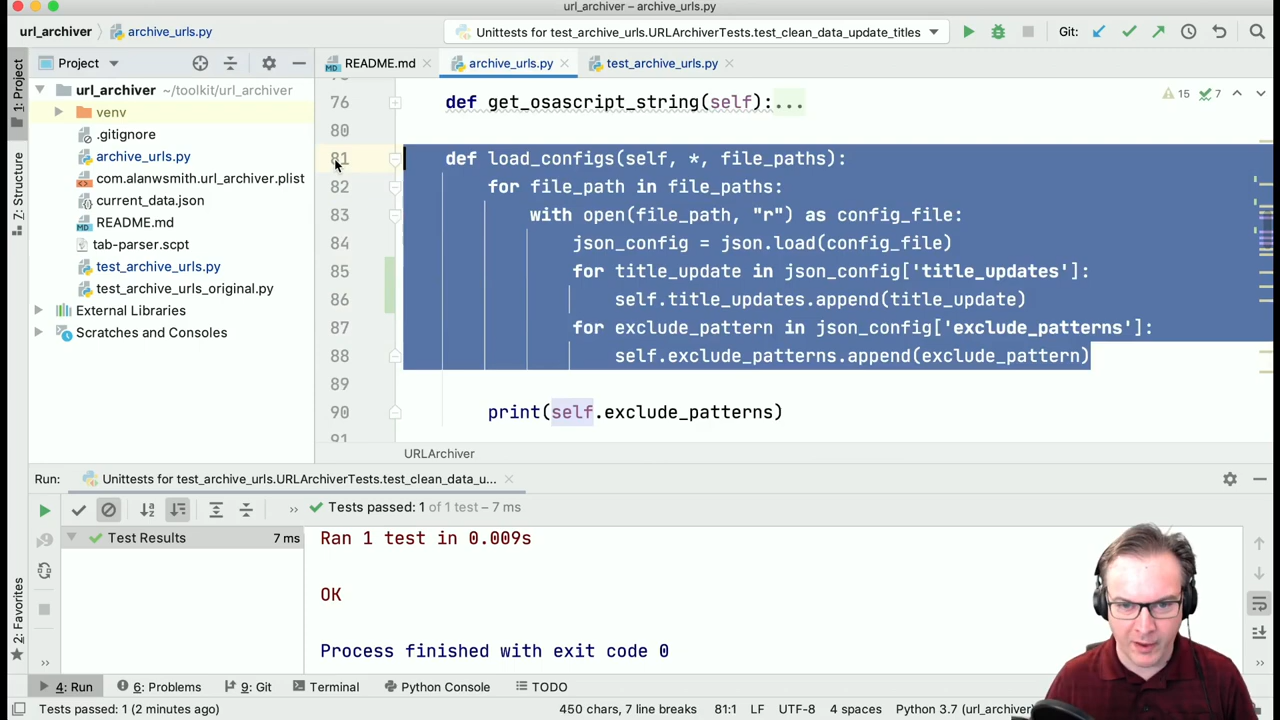 url_archiver – archive_urls.py
url_archiver archive_urls.py Unittests for test_archive_urls.URLArchiverTests.test_clean_data_update_titles Git:
1: Project
7: Structure
2: Favorites
Project
url_archiver ~/toolkit/url_archiver
venv
.gitignore
archive_urls.py
com.alanwsmith.url_archiver.plist
current_data.json
README.md
tab-parser.scpt
test_archive_urls.py
test_archive_urls_original.py
External Libraries
Scratches and Consoles
README.md archive_urls.py test_archive_urls.py
15 7
76 def get_osascript_string(self):...
80
81 def load_configs(self, *, file_paths):
82 for file_path in file_paths:
83 with open(file_path, "r") as config_file:
84 json_config = json.load(config_file)
85 for title_update in json_config['title_updates']:
86 self.title_updates.append(title_update)
87 for exclude_pattern in json_config['exclude_patterns']:
88 self.exclude_patterns.append(exclude_pattern)
89
90 print(self.exclude_patterns)
91
URLArchiver
Run: Unittests for test_archive_urls.URLArchiverTests.test_clean_data_u...
Tests passed: 1 of 1 test – 7 ms
Test Results 7 ms
Ran 1 test in 0.009s
OK
Process finished with exit code 0
4: Run 6: Problems 9: Git Terminal Python Console TODO
Tests passed: 1 (2 minutes ago) 450 chars, 7 line breaks 81:1 LF UTF-8 4 spaces Python 3.7 (url_archiver)